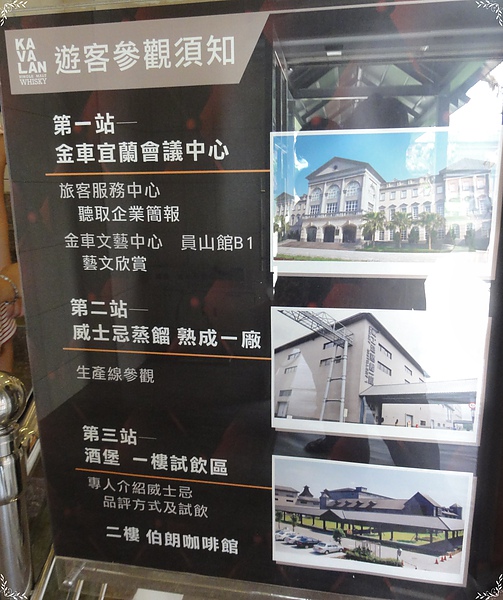 KA
VA
LAN
SINGLE MALT
WHISKY
遊客參觀須知
第一站—
金車宜蘭會議中心
旅客服務中心
聽取企業簡報
金車文藝中心 員山館B1
藝文欣賞
第二站—
威士忌蒸餾 熟成一廠
生產線參觀
第三站—
酒堡 一樓試飲區
專人介紹威士忌
品評方式及試飲
二樓 伯朗咖啡館